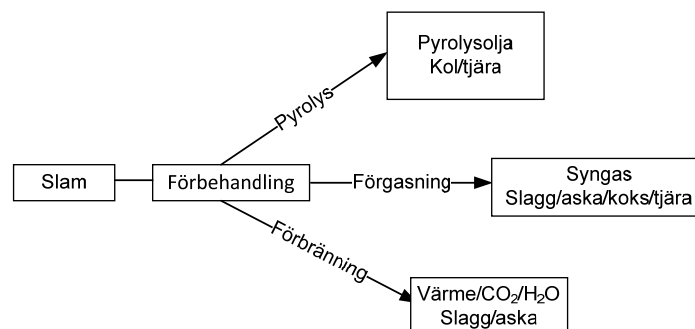 Pyrolysolja
Kol/tjära
Pyrolys
Slam
Förbehandling
Förgasning
Syngas
Slagg/aska/koks/tjära
Förbränning
Värme/CO₂/H₂O
Slagg/aska